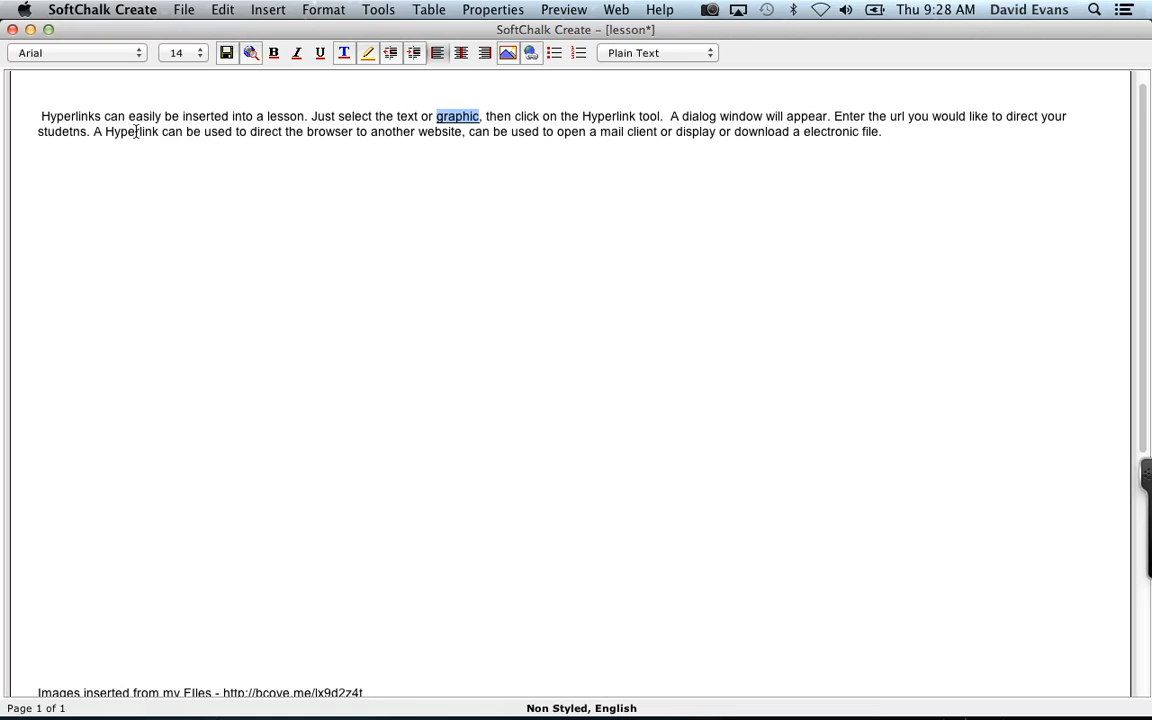 SoftChalk Create File Edit Insert Format Tools Table Properties Preview Web Help Thu 9:28 AM David Evans
SoftChalk Create – [lesson*]
Arial 14 B I U T Plain Text
Hyperlinks can easily be inserted into a lesson. Just select the text or graphic, then click on the Hyperlink tool. A dialog window will appear. Enter the url you would like to direct your
studetns. A Hyperlink can be used to direct the browser to another website, can be used to open a mail client or display or download a electronic file.
Images inserted from my FIles - http://bcove.me/lx9d2z4t
Page 1 of 1 Non Styled, English